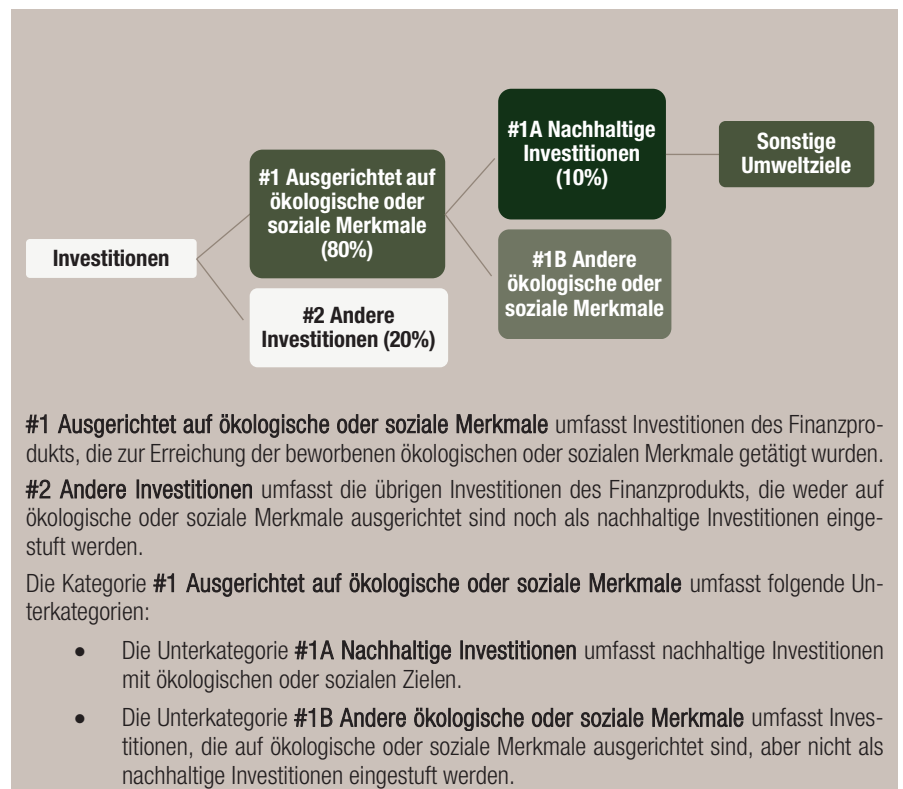 Investitionen
#1 Ausgerichtet auf
ökologische oder
soziale Merkmale
(80%)
#2 Andere
Investitionen (20%)
#1A Nachhaltige
Investitionen
(10%)
#1B Andere
ökologische oder
soziale Merkmale
Sonstige
Umweltziele
#1 Ausgerichtet auf ökologische oder soziale Merkmale umfasst Investitionen des Finanzpro-
dukts, die zur Erreichung der beworbenen ökologischen oder sozialen Merkmale getätigt wurden.
#2 Andere Investitionen umfasst die übrigen Investitionen des Finanzprodukts, die weder auf
ökologische oder soziale Merkmale ausgerichtet sind noch als nachhaltige Investitionen einge-
stuft werden.
Die Kategorie #1 Ausgerichtet auf ökologische oder soziale Merkmale umfasst folgende Un-
terkategorien:
• Die Unterkategorie #1A Nachhaltige Investitionen umfasst nachhaltige Investitionen
mit ökologischen oder sozialen Zielen.
• Die Unterkategorie #1B Andere ökologische oder soziale Merkmale umfasst Inves-
titionen, die auf ökologische oder soziale Merkmale ausgerichtet sind, aber nicht als
nachhaltige Investitionen eingestuft werden.